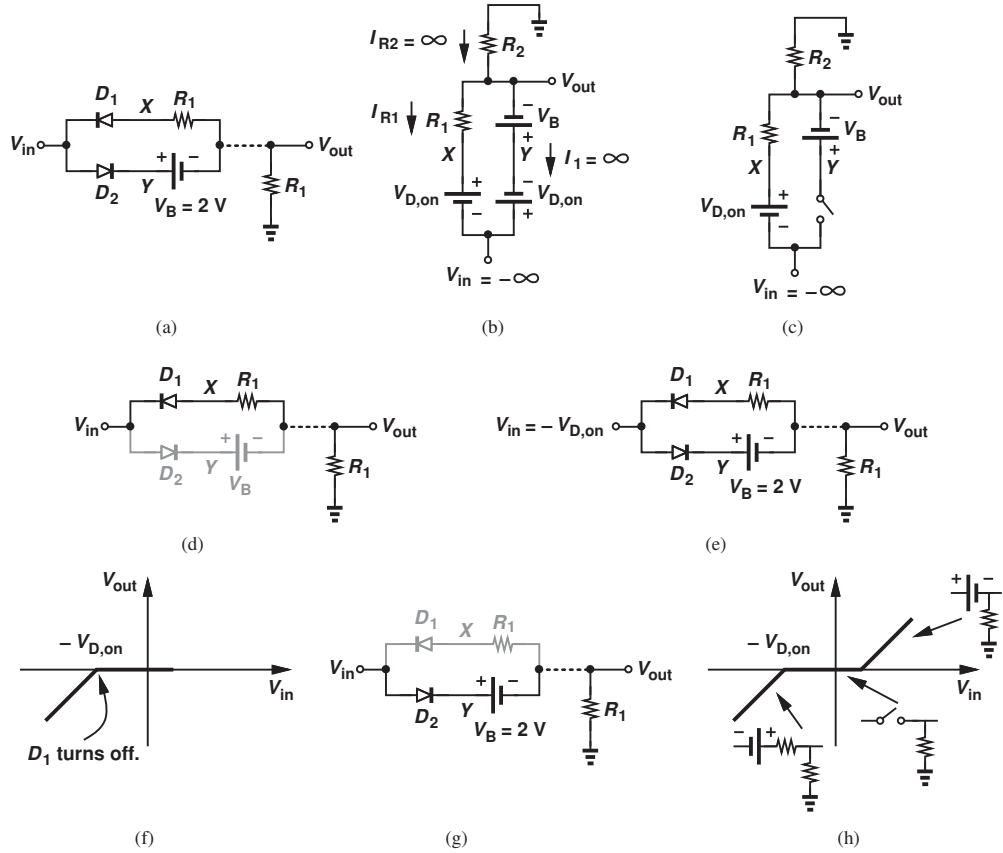 D1 X R1
Vin Vout
+ −
D2 Y VB = 2 V R1
(a)
IR2 = ∞ R2
Vout
IR1 R1 − VB
X + Y I1 = ∞
VD,on + − − + VD,on
Vin = − ∞
(b)
R2
Vout
R1 − VB
X + Y
VD,on + −
Vin = − ∞
(c)
D1 X R1
Vin Vout
+ −
D2 Y VB R1
(d)
D1 X R1
Vin = − VD,on Vout
+ −
D2 Y VB = 2 V R1
(e)
Vout
− VD,on
Vin
D1 turns off.
(f)
D1 X R1
Vin Vout
+ −
D2 Y VB = 2 V R1
(g)
Vout
+ −
− VD,on
Vin
− +
(h)